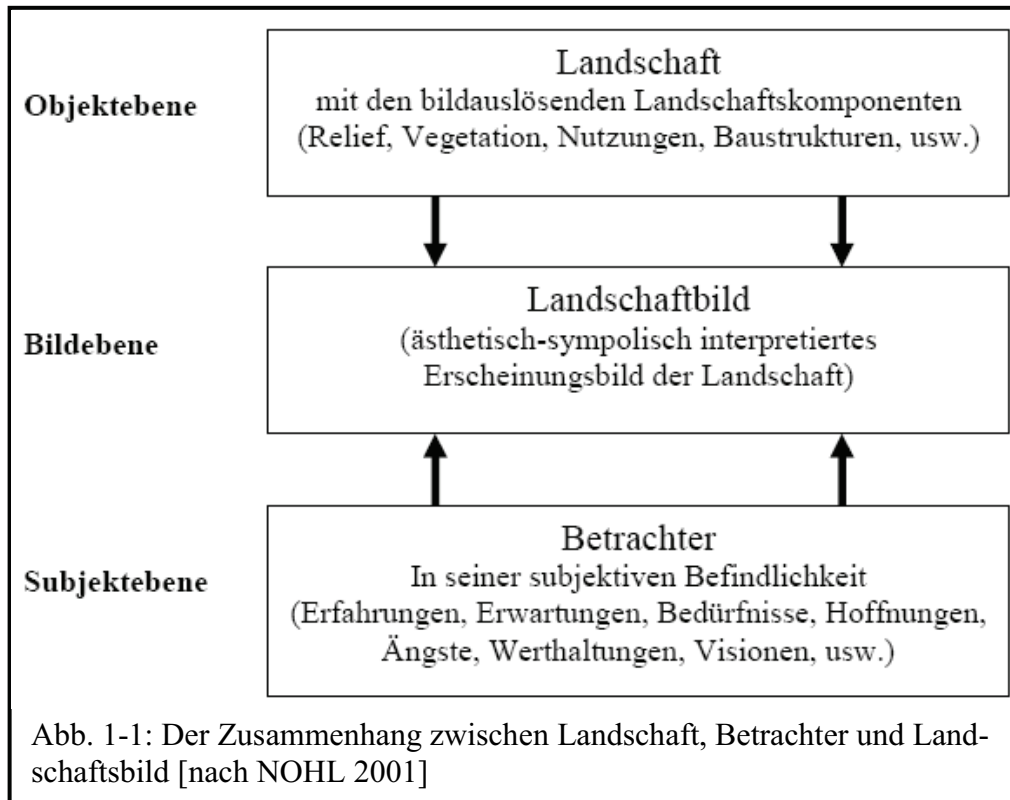 Landschaft
Objektebene
mit den bildauslösenden Landschaftskomponenten
(Relief, Vegetation, Nutzungen, Baustrukturen, usw.)
Landschaftbild
Bildebene
(ästhetisch-sympolisch interpretiertes
Erscheinungsbild der Landschaft)
Betrachter
Subjektebene
In seiner subjektiven Befindlichkeit
(Erfahrungen, Erwartungen, Bedürfnisse, Hoffnungen,
Ängste, Werthaltungen, Visionen, usw.)
Abb. 1-1: Der Zusammenhang zwischen Landschaft, Betrachter und Land-
schaftsbild [nach NOHL 2001]